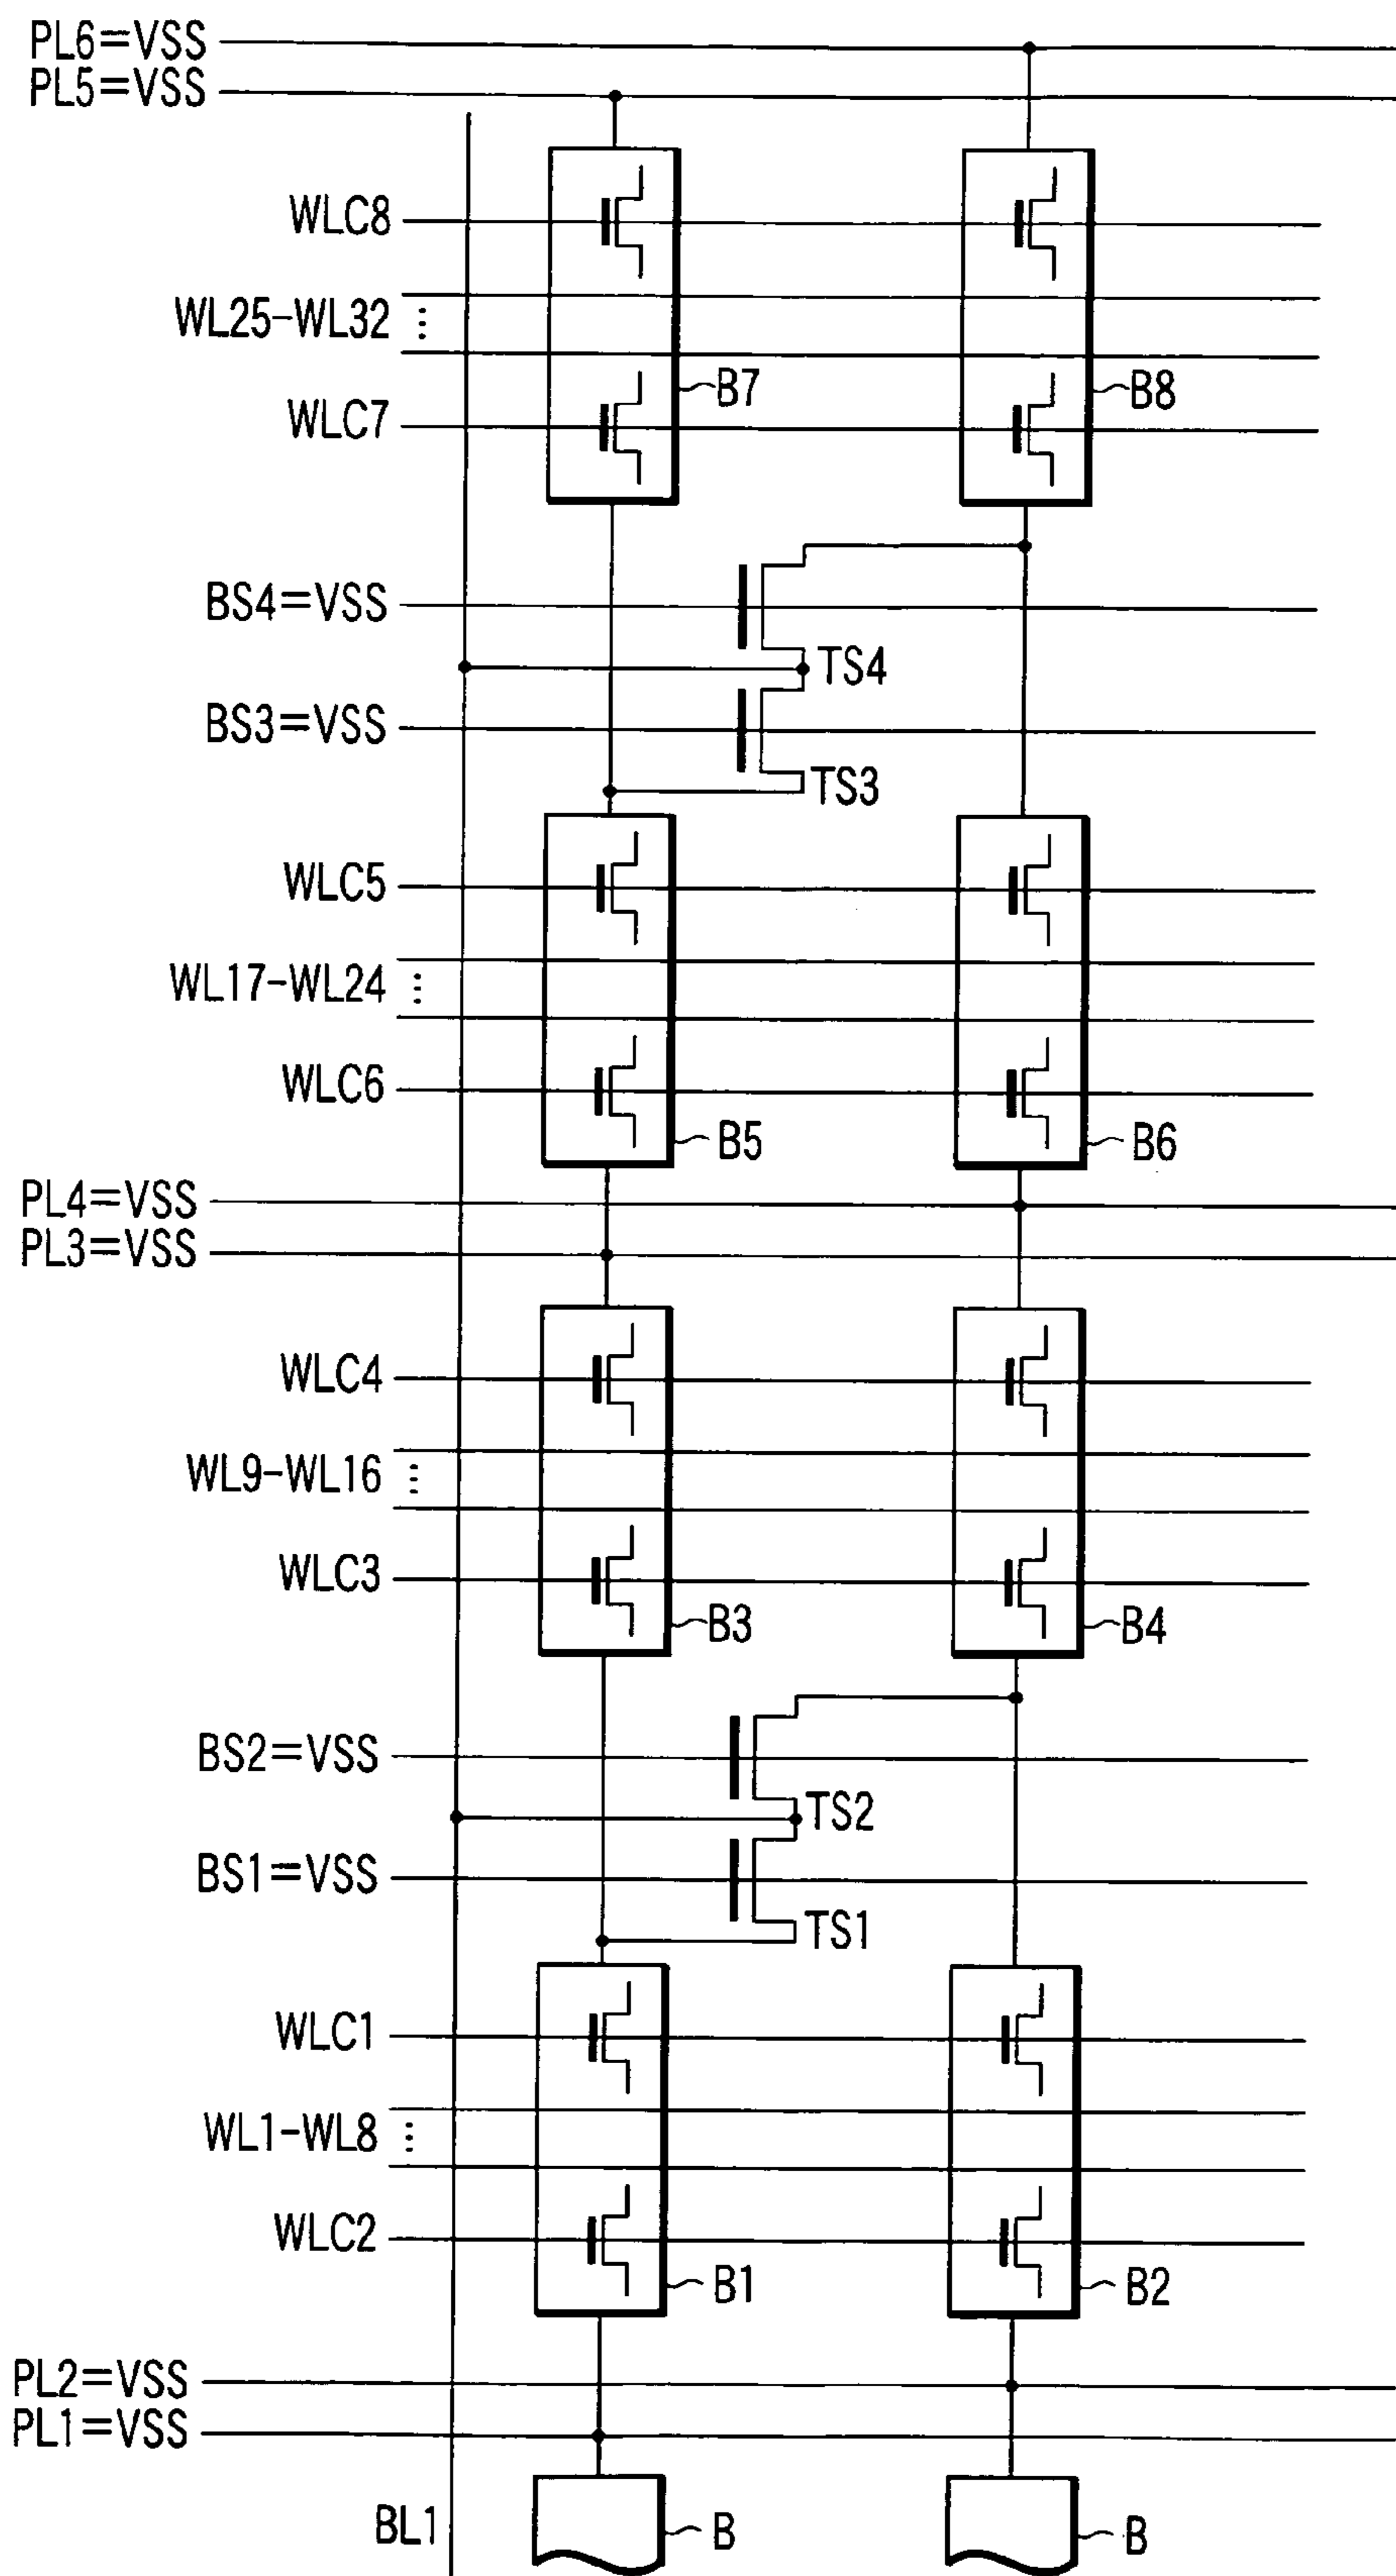 PL6=VSS
PL5=VSS
WLC8
WL25-WL32 ⋮
B7
B8
WLC7
BS4=VSS
TS4
BS3=VSS
TS3
WLC5
WL17-WL24 ⋮
WLC6
B5
B6
PL4=VSS
PL3=VSS
WLC4
WL9-WL16 ⋮
WLC3
B3
B4
BS2=VSS
TS2
BS1=VSS
TS1
WLC1
WL1-WL8 ⋮
WLC2
B1
B2
PL2=VSS
PL1=VSS
BL1
B
B